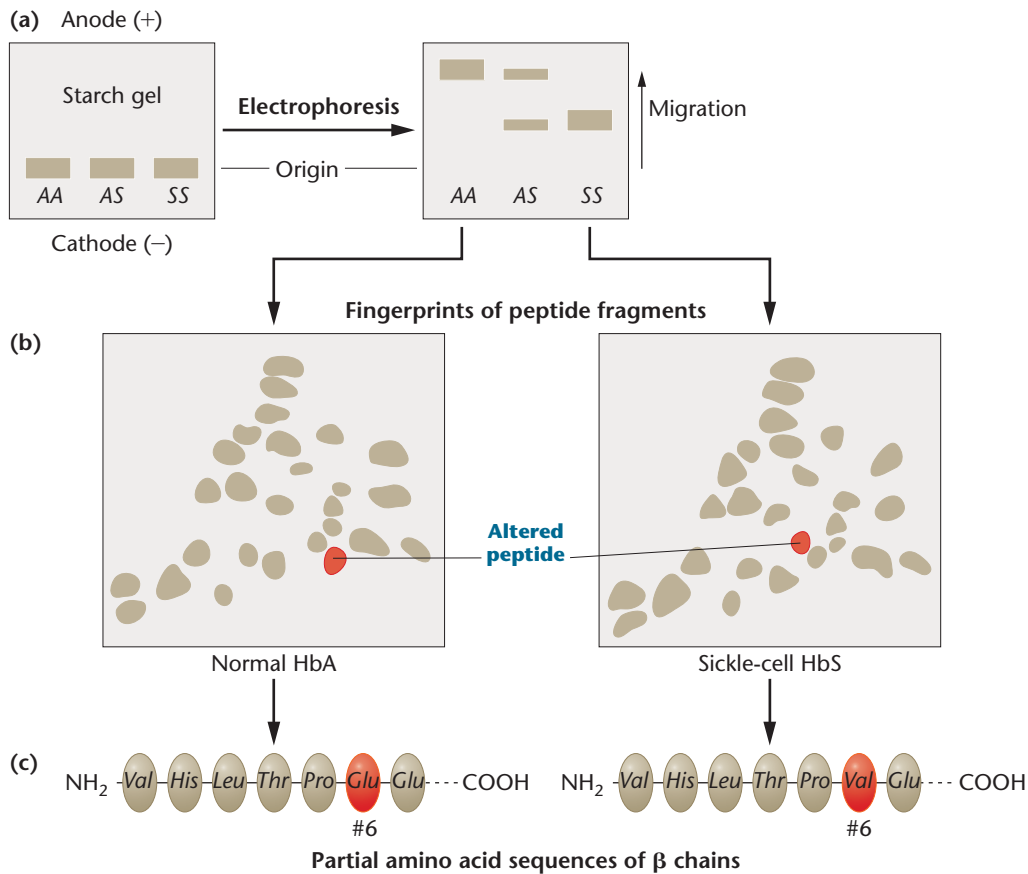 (a) Anode (+)
Starch gel
Electrophoresis
Migration
Origin
AA AS SS
AA AS SS
Cathode (−)
Fingerprints of peptide fragments
(b)
Altered
peptide
Normal HbA
Sickle-cell HbS
(c)
NH2 Val His Leu Thr Pro Glu Glu COOH
#6
NH2 Val His Leu Thr Pro Val Glu COOH
#6
Partial amino acid sequences of β chains